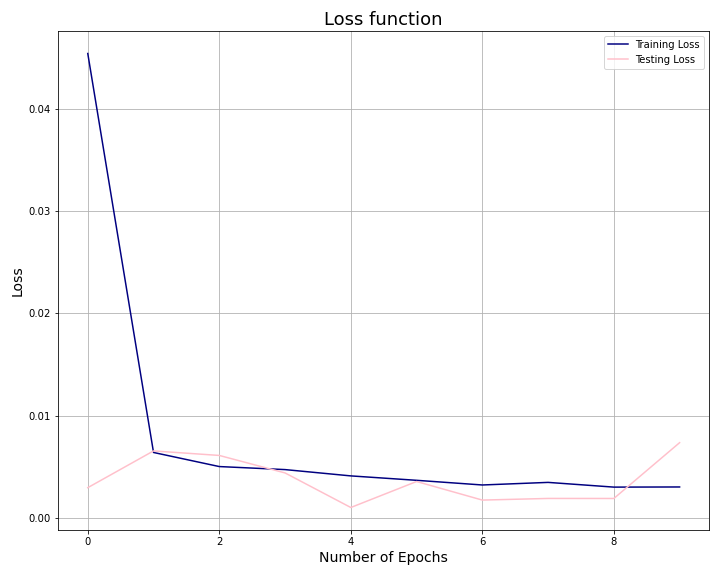 Loss function
Training Loss
Testing Loss
0.04
0.03
0.02
0.01
0.00
Loss
0 2 4 6 8
Number of Epochs